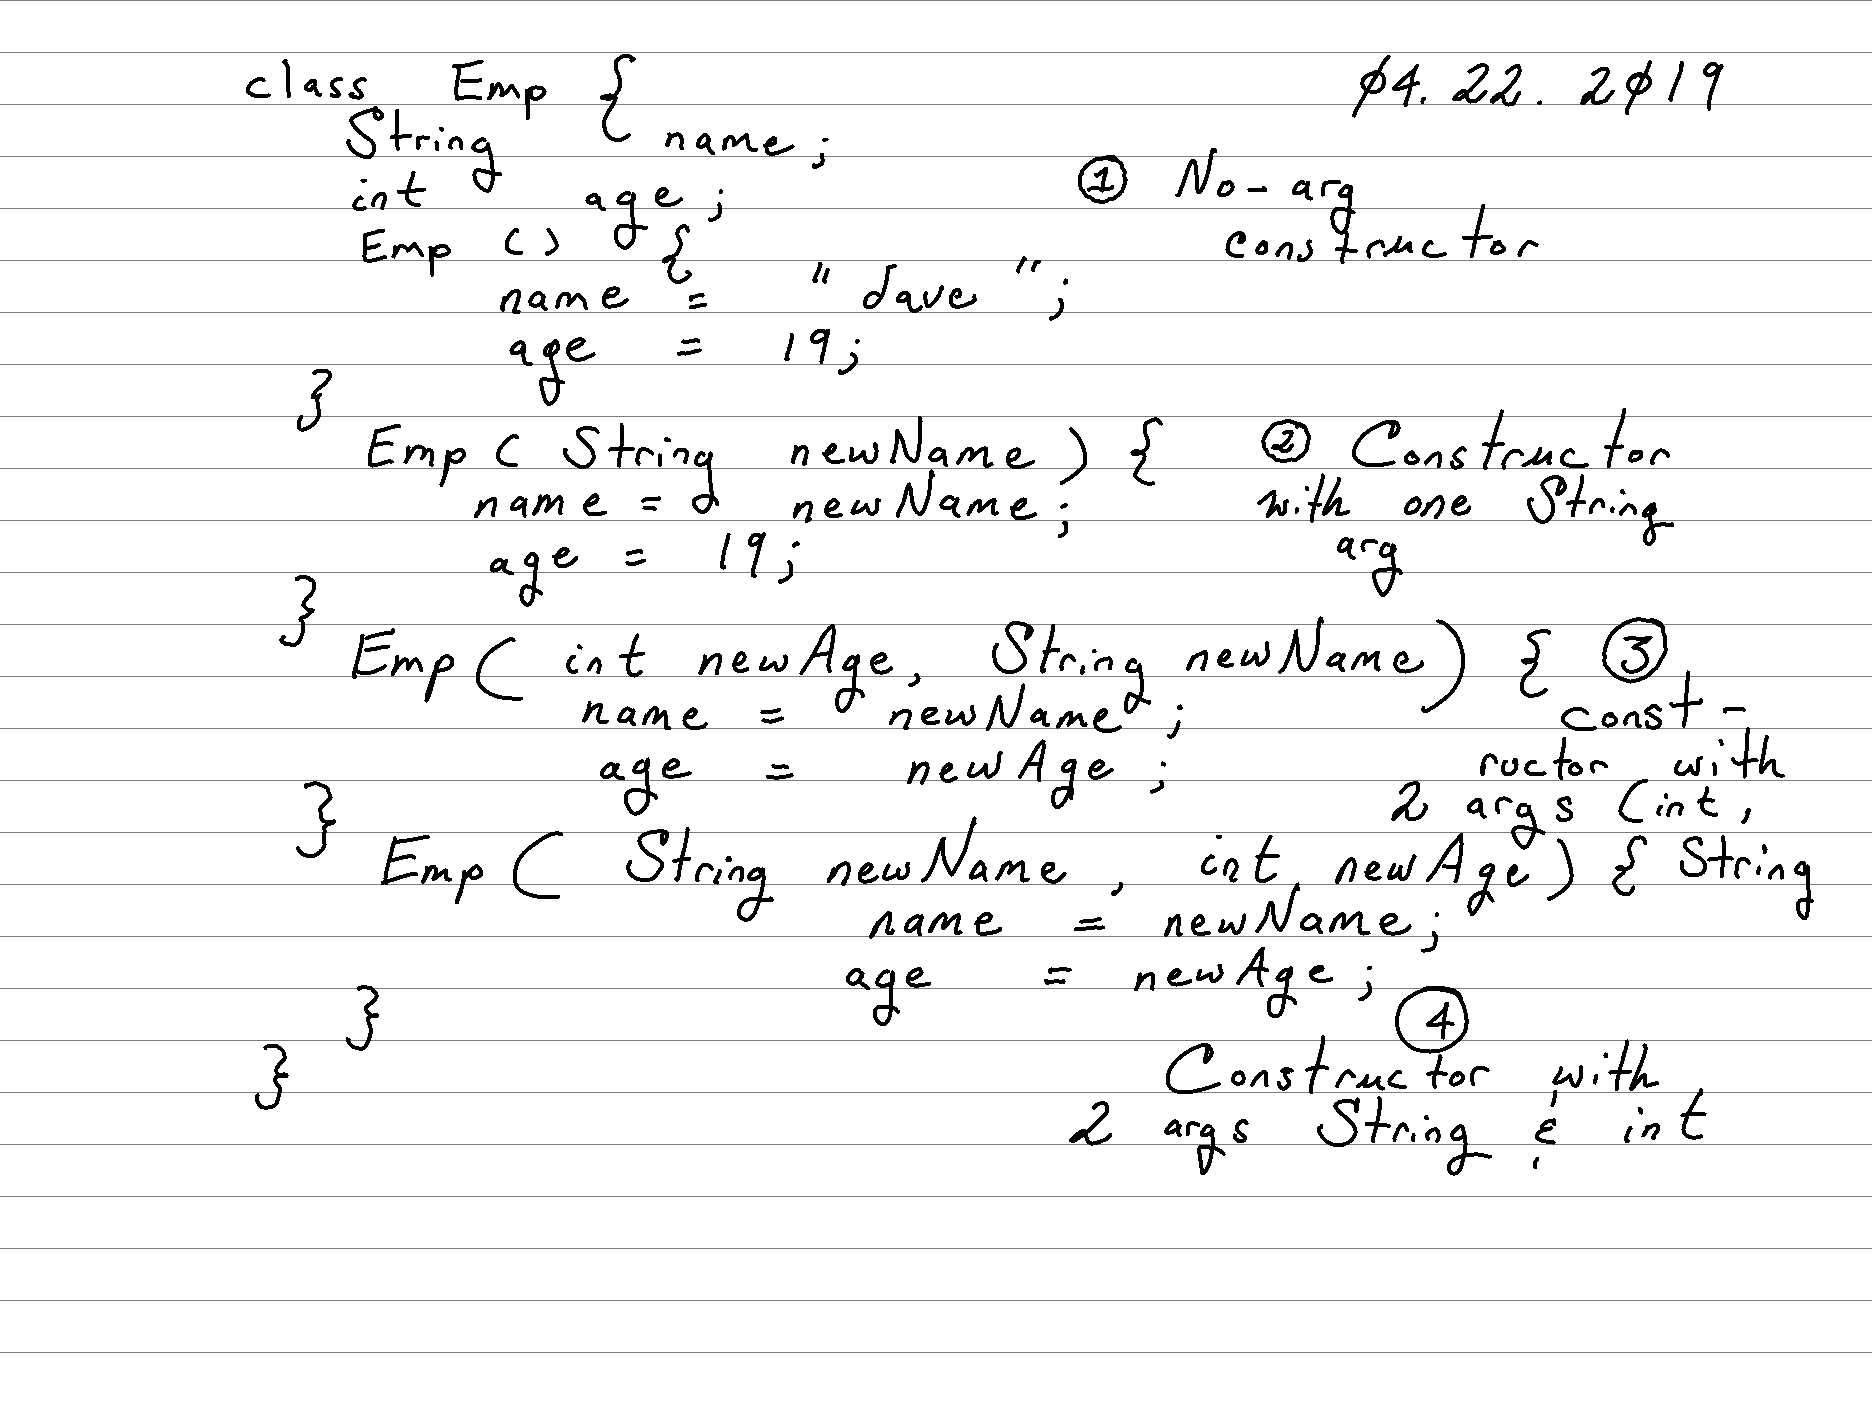 class Emp { 04.22.2019
String name;
int age; ① No-arg
Emp () { constructor
name = "dave";
age = 19;
}
Emp ( String newName ) { ② Constructor
name = newName; with one String
age = 19; arg
}
Emp ( int newAge, String newName ) { ③
name = newName; const-
age = newAge; ructor with
} 2 args (int,
Emp ( String newName, int newAge ) { String
name = newName;
age = newAge;
} ④
} Constructor with
2 args String & int